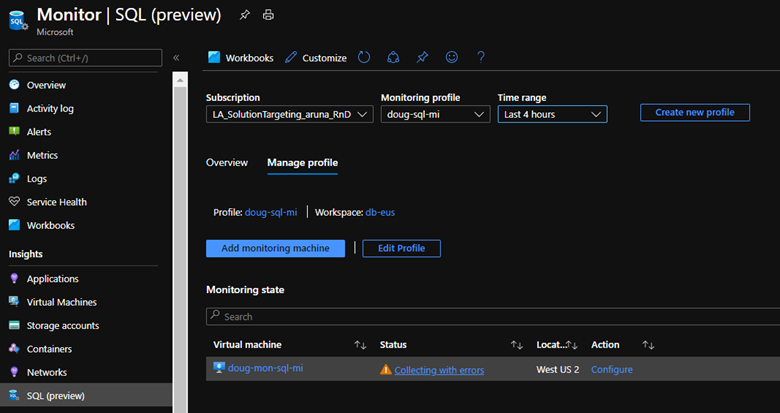 Monitor | SQL (preview)
Microsoft
Search (Ctrl+/)
«
Overview
Activity log
Alerts
Metrics
Logs
Service Health
Workbooks
Insights
Applications
Virtual Machines
Storage accounts
Containers
Networks
SQL (preview)
Workbooks Customize
Subscription Monitoring profile Time range
LA_SolutionTargeting_aruna_RnD doug-sql-mi Last 4 hours Create new profile
Overview Manage profile
Profile: doug-sql-mi | Workspace: db-eus
Add monitoring machine | Edit Profile
Monitoring state
Search
Virtual machine ↑↓ Status ↑↓ Locat...↑↓ Action ↑↓
doug-mon-sql-mi Collecting with errors West US 2 Configure